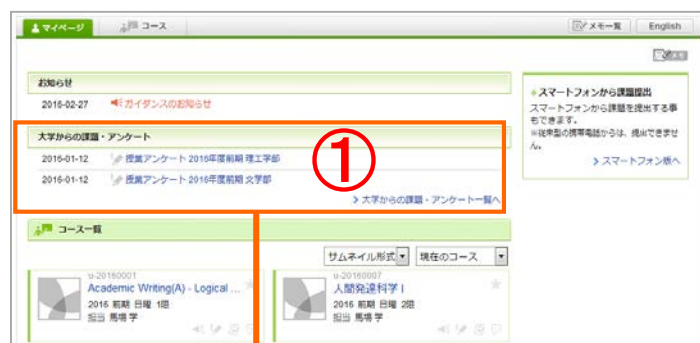 マイページ
コース
メモ一覧
English
メモ
お知らせ
2016-02-27 ガイダンスのお知らせ
大学からの課題・アンケート
2016-01-12 授業アンケート 2016年度前期 理工学部
2016-01-12 授業アンケート 2016年度前期 文学部
大学からの課題・アンケート一覧へ
①
スマートフォンから課題提出
スマートフォンから課題を提出する事
もできます。
※従来型の携帯電話からは、提出できませ
ん。
スマートフォン版へ
コース一覧
サムネイル形式
現在のコース
u-20160001
Academic Writing(A) - Logical ...
2016 前期 日曜 1限
担当 馬場 学
u-20160007
人間発達科学 I
2016 前期 日曜 2限
担当 馬場 学